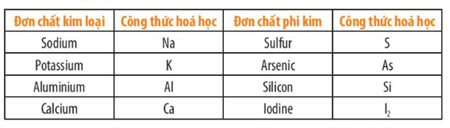 Đơn chất kim loại Công thức hoá học Đơn chất phi kim Công thức hoá học
Sodium Na Sulfur S
Potassium K Arsenic As
Aluminium Al Silicon Si
Calcium Ca Iodine I₂